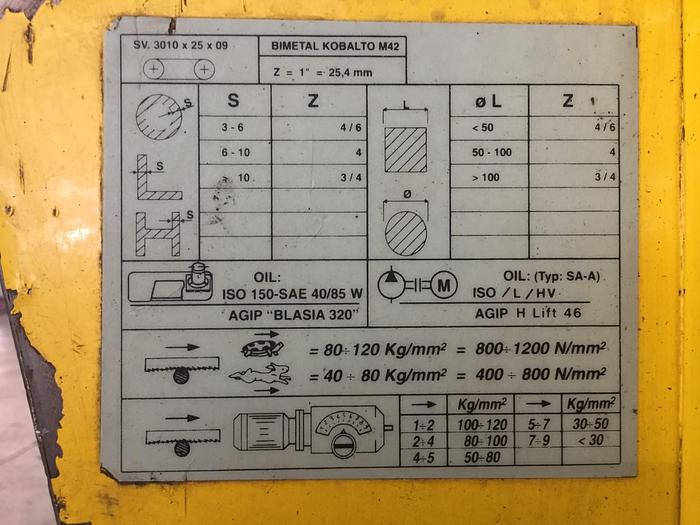 SV. 3010 x 25 x 09
BIMETAL KOBALTO M42
Z = 1" = 25,4 mm
S Z
S
3 - 6 4 / 6
6 - 10 4
10 3 / 4
S
S
L
Ø
ø L Z
< 50 4 / 6
50 - 100 4
> 100 3 / 4
OIL:
ISO 150-SAE 40/85 W
AGIP "BLASIA 320"
M
OIL: (Typ: SA-A)
ISO / L / HV
AGIP H Lift 46
= 80÷120 Kg/mm² = 800÷1200 N/mm²
= 40 ÷ 80 Kg/mm² = 400 ÷ 800 N/mm²
Kg/mm² Kg/mm²
1÷2 100÷120 5÷7 30÷50
2÷4 80÷100 7÷9 < 30
4÷5 50÷80